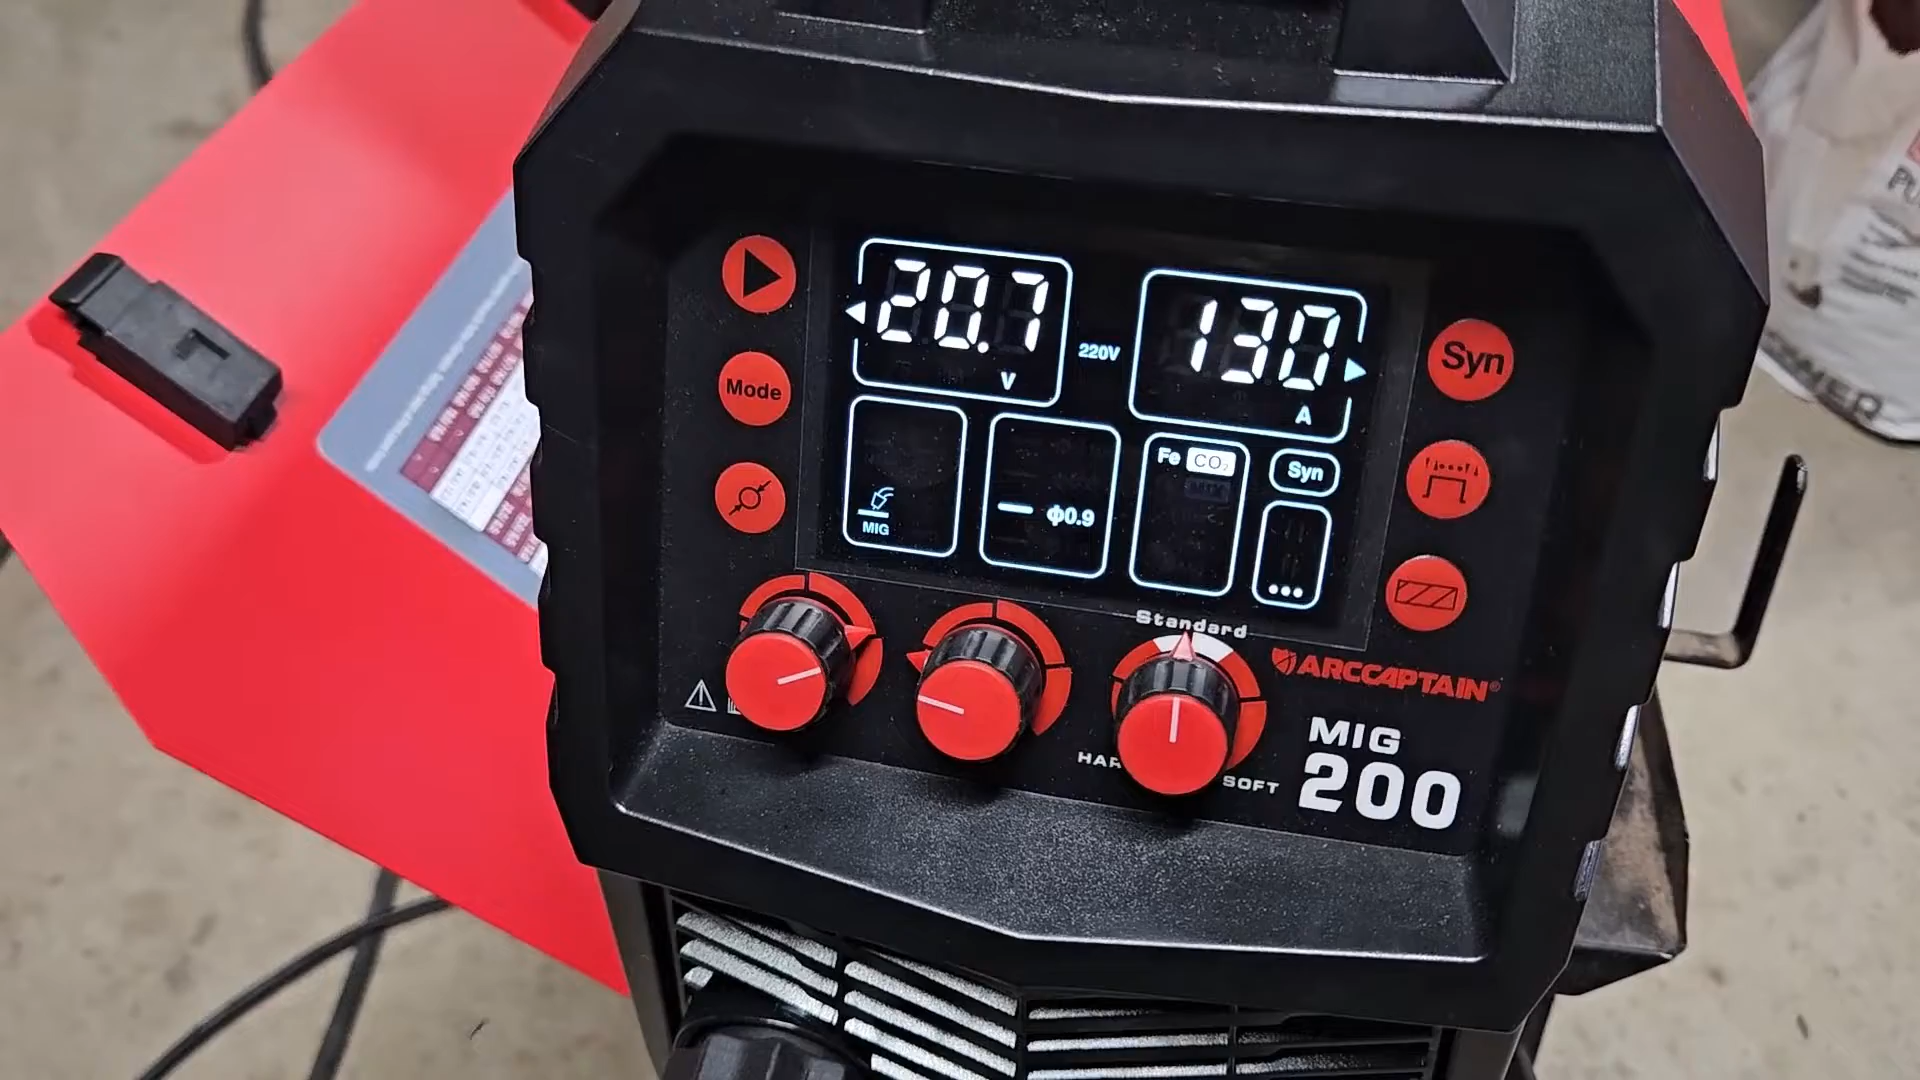 20.7
V
220V
130
A
Syn
Mode
MIG
— ϕ0.9
Fe CO₂
Syn
•••
Standard
HAR
SOFT
ARCCAPTAIN®
MIG
200